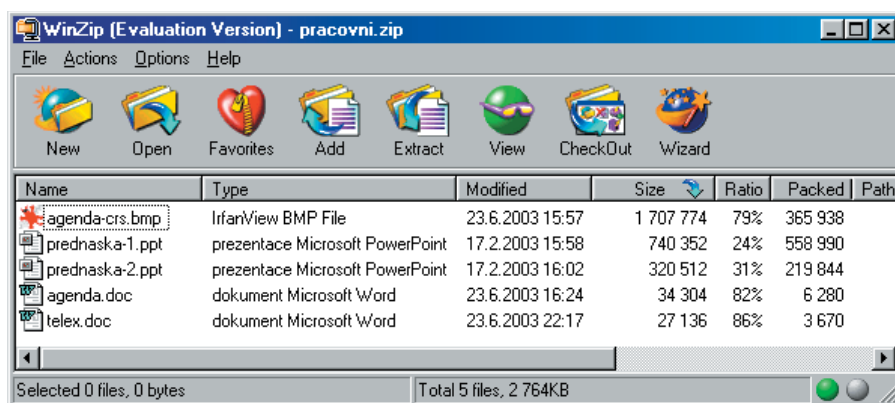 WinZip (Evaluation Version) - pracovni.zip
File Actions Options Help
New Open Favorites Add Extract View CheckOut Wizard
Name Type Modified Size Ratio Packed Path
agenda-crs.bmp IrfanView BMP File 23.6.2003 15:57 1 707 774 79% 365 938
prednaska-1.ppt prezentace Microsoft PowerPoint 17.2.2003 15:58 740 352 24% 558 990
prednaska-2.ppt prezentace Microsoft PowerPoint 17.2.2003 16:02 320 512 31% 219 844
agenda.doc dokument Microsoft Word 23.6.2003 16:24 34 304 82% 6 280
telex.doc dokument Microsoft Word 23.6.2003 22:17 27 136 86% 3 670
Selected 0 files, 0 bytes Total 5 files, 2 764KB